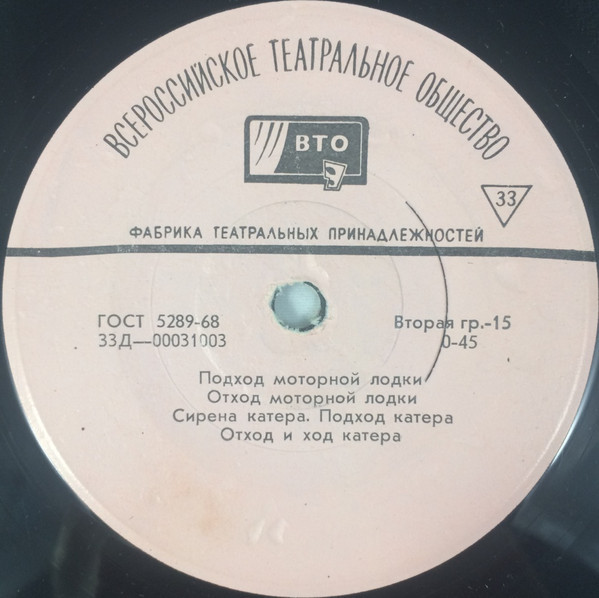 ВСЕРОССИЙСКОЕ ТЕАТРАЛЬНОЕ ОБЩЕСТВО
ВТО
33
ФАБРИКА ТЕАТРАЛЬНЫХ ПРИНАДЛЕЖНОСТЕЙ
ГОСТ 5289-68
Вторая гр.-15
33Д—00031003
0-45
Подход моторной лодки
Отход моторной лодки
Сирена катера. Подход катера
Отход и ход катера